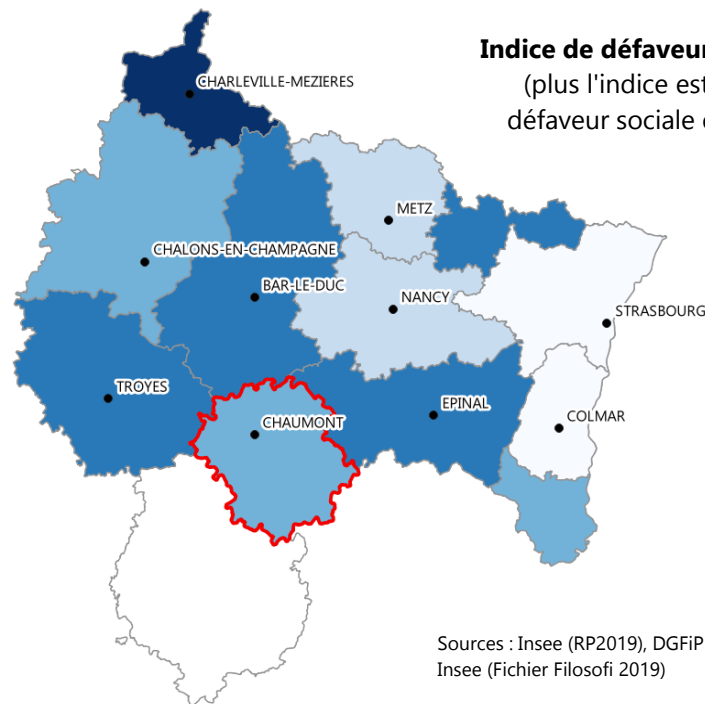 Indice de défaveur
(plus l'indice est
défaveur sociale
CHARLEVILLE-MEZIERES
METZ
CHALONS-EN-CHAMPAGNE
BAR-LE-DUC
NANCY
STRASBOURG
TROYES
EPINAL
CHAUMONT
COLMAR
Sources : Insee (RP2019), DGFiP
Insee (Fichier Filosofi 2019)